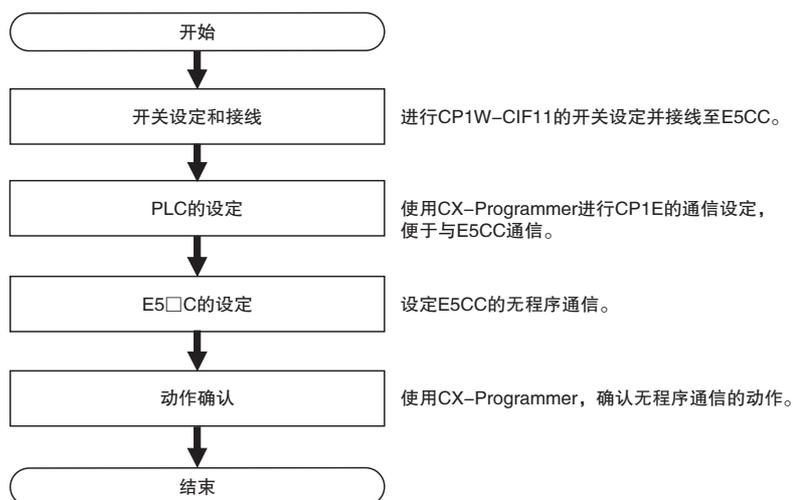 开始
开关设定和接线
进行CP1W–CIF11的开关设定并接线至E5CC。
PLC的设定
使用CX–Programmer进行CP1E的通信设定，
便于与E5CC通信。
E5□C的设定
设定E5CC的无程序通信。
动作确认
使用CX–Programmer，确认无程序通信的动作。
结束